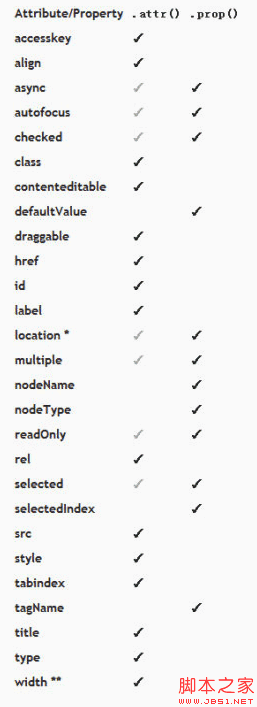 Attribute/Property .attr() .prop()
accesskey ✓
align ✓
async ✓ ✓
autofocus ✓ ✓
checked ✓ ✓
class ✓
contenteditable ✓
defaultValue ✓
draggable ✓
href ✓
id ✓
label ✓
location * ✓ ✓
multiple ✓ ✓
nodeName ✓
nodeType ✓
readOnly ✓ ✓
rel ✓
selected ✓ ✓
selectedIndex ✓
src ✓
style ✓
tabindex ✓
tagName ✓
title ✓
type ✓
width ** ✓
脚本之家
WWW.JB51.NET